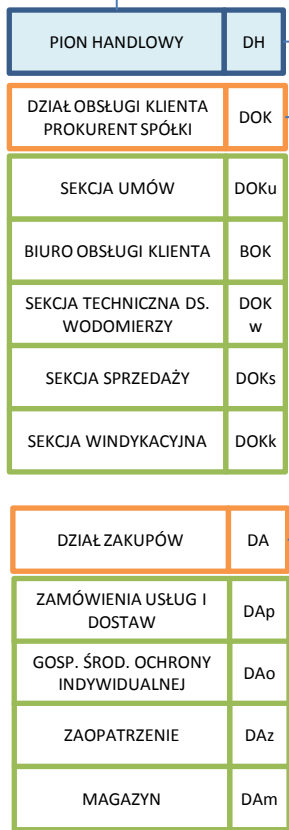 PION HANDLOWY DH
DZIAŁ OBSŁUGI KLIENTA
PROKURENT SPÓŁKI
DOK
SEKCJA UMÓW DOKu
BIURO OBSŁUGI KLIENTA BOK
SEKCJA TECHNICZNA DS.
WODOMIERZY
DOK
w
SEKCJA SPRZEDAŻY DOKs
SEKCJA WINDYKACYJNA DOKk
DZIAŁ ZAKUPÓW DA
ZAMÓWIENIA USŁUG I
DOSTAW
DAp
GOSP. ŚROD. OCHRONY
INDYWIDUALNEJ
DAo
ZAOPATRZENIE DAz
MAGAZYN DAm